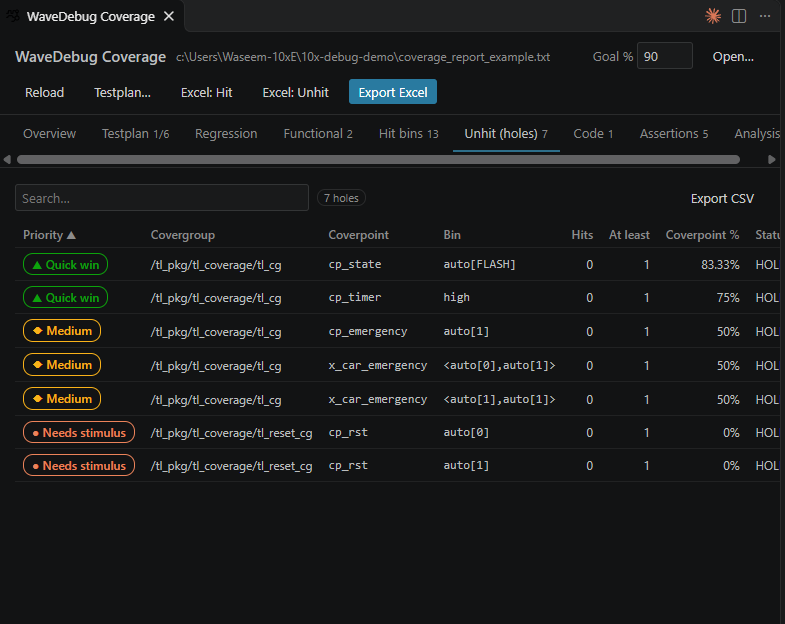 WaveDebug Coverage
WaveDebug Coverage c:\Users\Waseem-10xE\10x-debug-demo\coverage_report_example.txt Goal % 90 Open...
Reload Testplan... Excel: Hit Excel: Unhit Export Excel
Overview Testplan 1/6 Regression Functional 2 Hit bins 13 Unhit (holes) 7 Code 1 Assertions 5 Analysis
Search... 7 holes Export CSV
Priority ▲ Covergroup Coverpoint Bin Hits At least Coverpoint % Statu
▲ Quick win /tl_pkg/tl_coverage/tl_cg cp_state auto[FLASH] 0 1 83.33% HOL
▲ Quick win /tl_pkg/tl_coverage/tl_cg cp_timer high 0 1 75% HOL
◆ Medium /tl_pkg/tl_coverage/tl_cg cp_emergency auto[1] 0 1 50% HOL
◆ Medium /tl_pkg/tl_coverage/tl_cg x_car_emergency <auto[0],auto[1]> 0 1 50% HOL
◆ Medium /tl_pkg/tl_coverage/tl_cg x_car_emergency <auto[1],auto[1]> 0 1 50% HOL
● Needs stimulus /tl_pkg/tl_coverage/tl_reset_cg cp_rst auto[0] 0 1 0% HOL
● Needs stimulus /tl_pkg/tl_coverage/tl_reset_cg cp_rst auto[1] 0 1 0% HOL